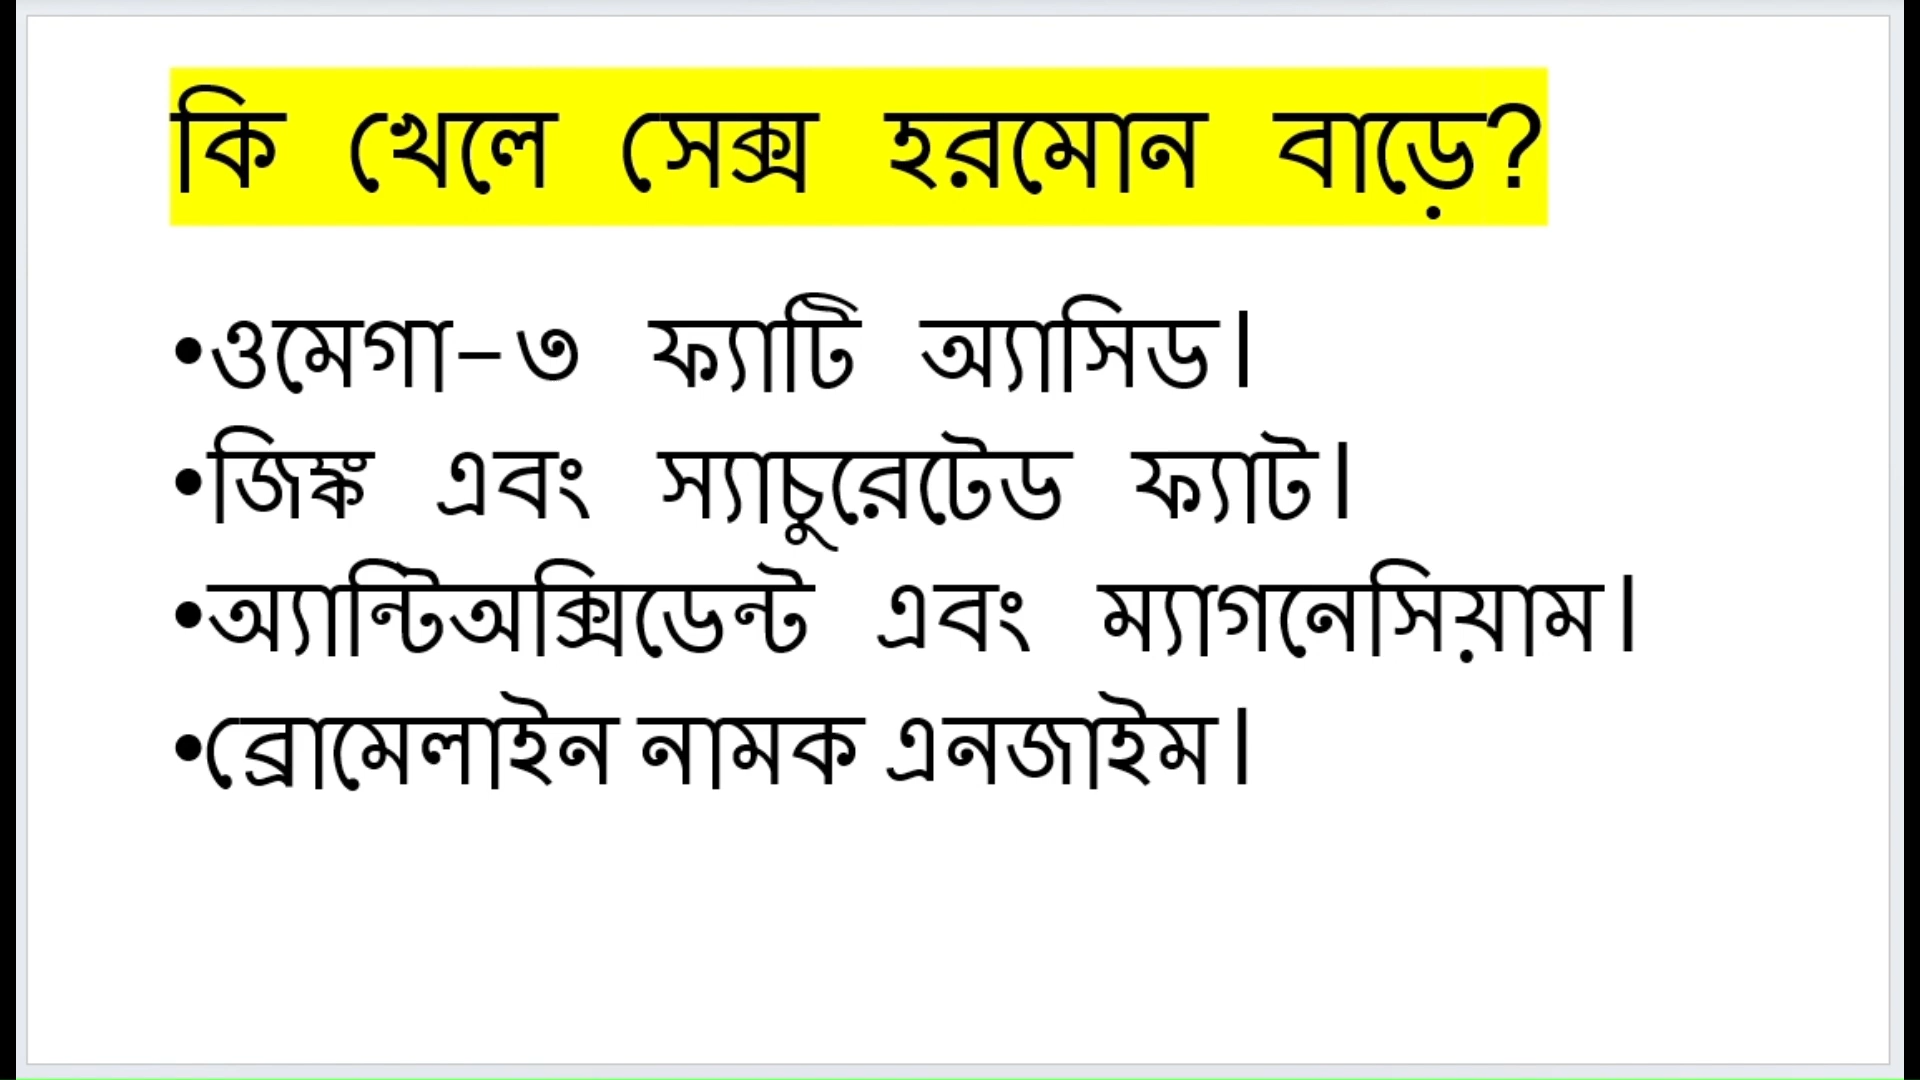 কি খেলে সেক্স হরমোন বাড়ে?
•ওমেগা-৩ ফ্যাটি অ্যাসিড।
•জিঙ্ক এবং স্যাচুরেটেড ফ্যাট।
•অ্যান্টিঅক্সিডেন্ট এবং ম্যাগনেসিয়াম।
•ব্রোমেলাইন নামক এনজাইম।